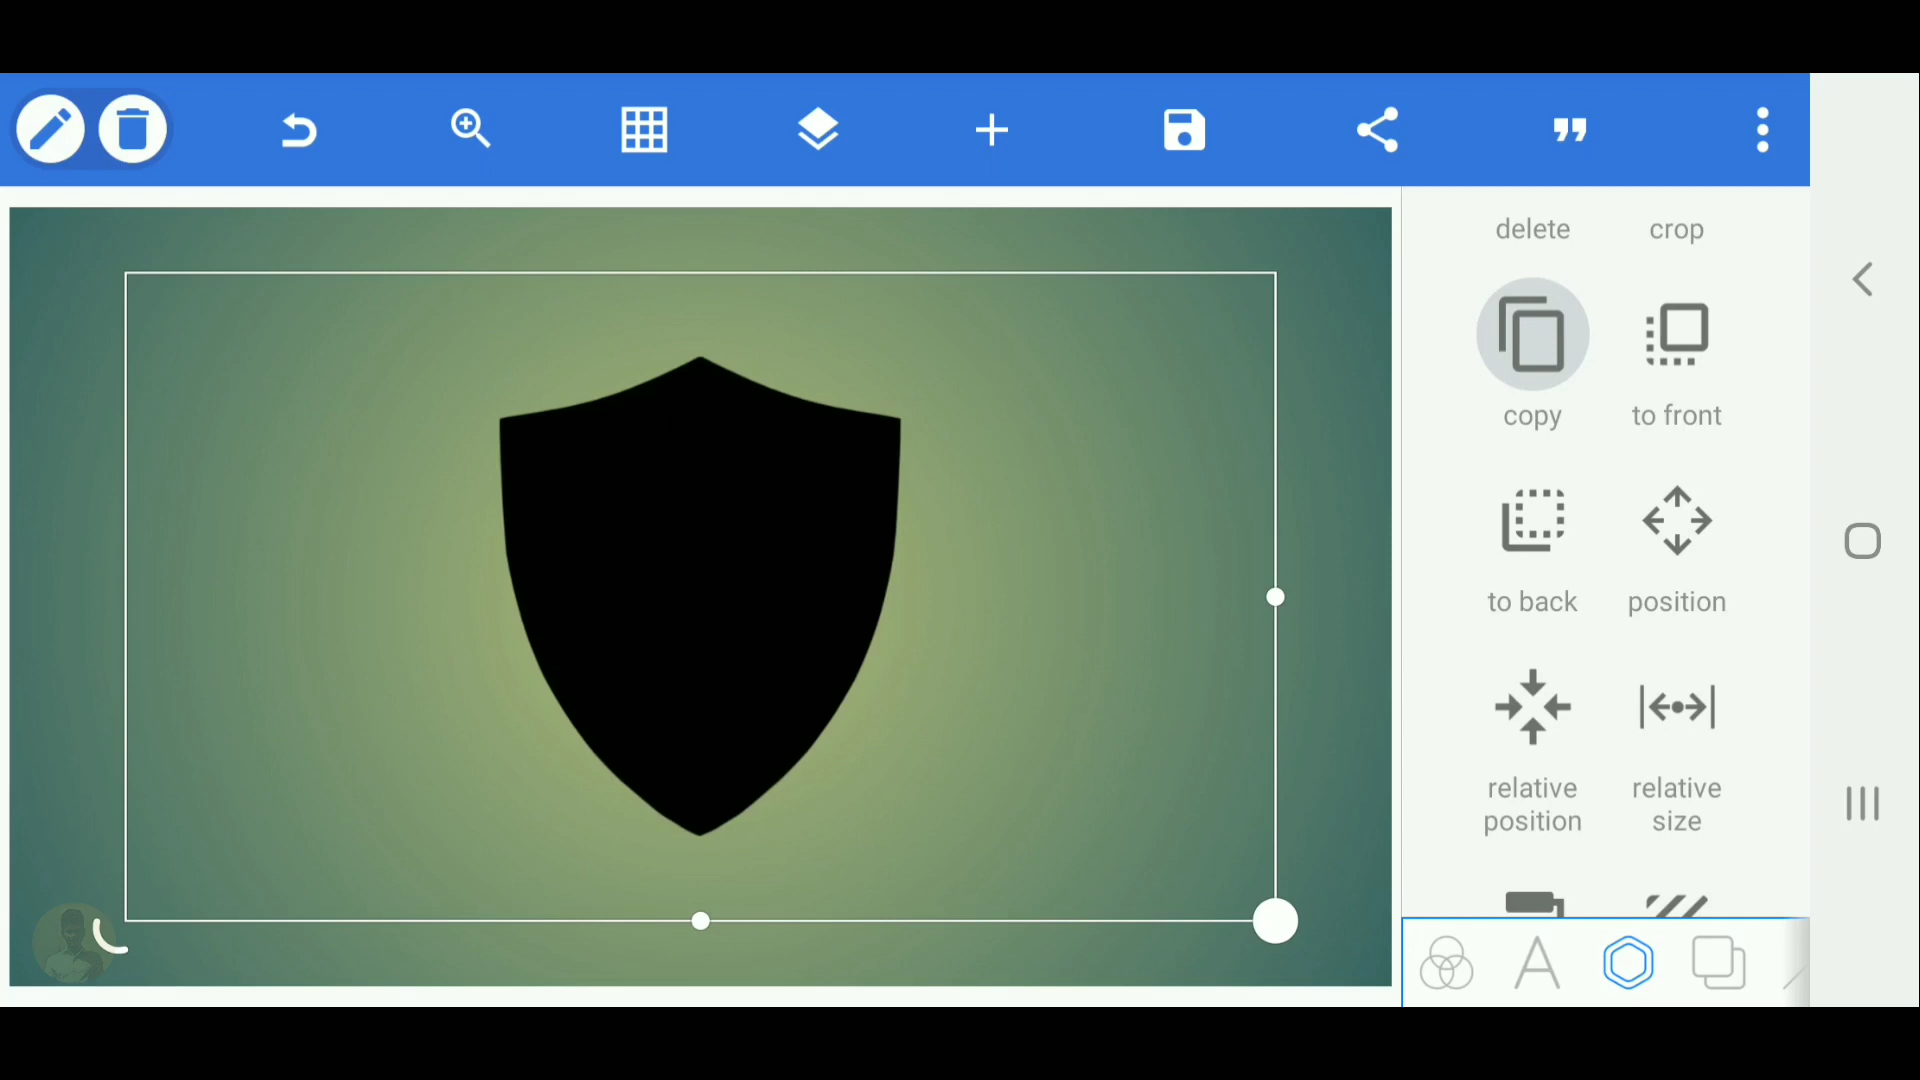 delete
crop
copy
to front
to back
position
relative
position
relative
size